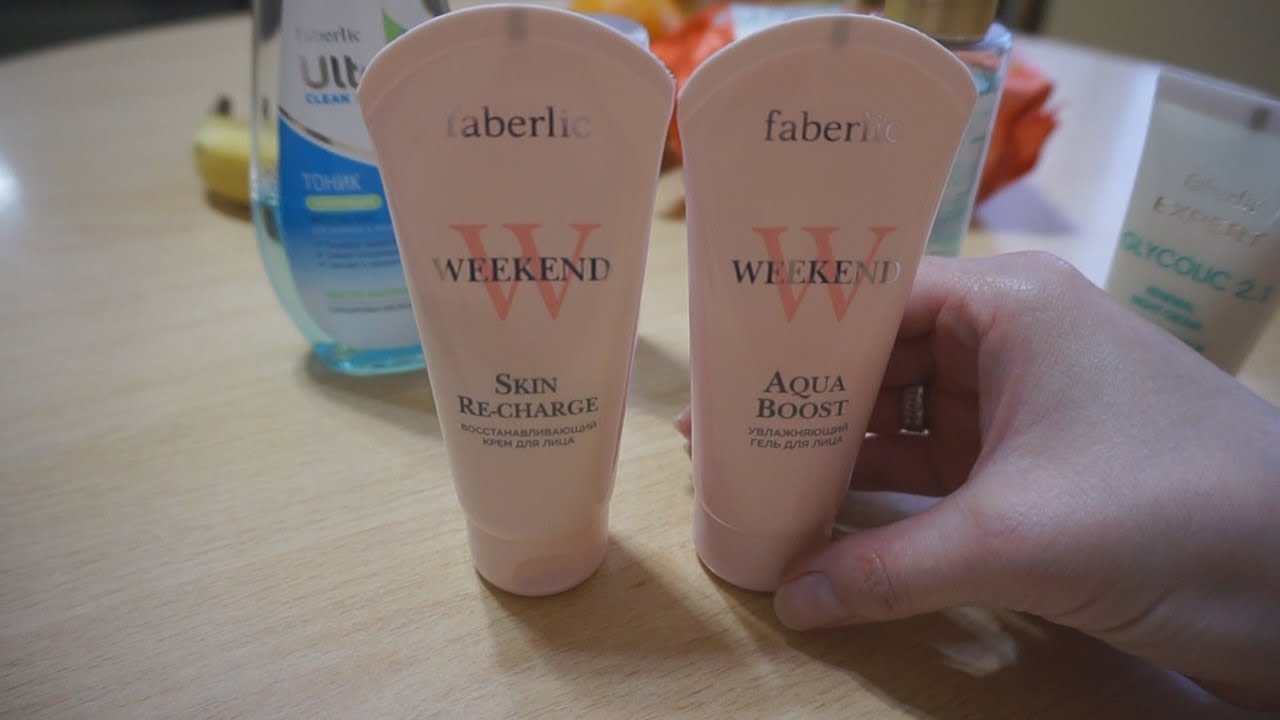 faberlic
Ult
CLEAN
ТОНИК
faberlic
W
WEEKEND
SKIN
RE-CHARGE
ВОССТАНАВЛИВАЮЩИЙ
КРЕМ ДЛЯ ЛИЦА
faberlic
W
WEEKEND
AQUA
BOOST
УВЛАЖНЯЮЩИЙ
ГЕЛЬ ДЛЯ ЛИЦА
faberlic
EXPERT
GLYCOLIC 2.1